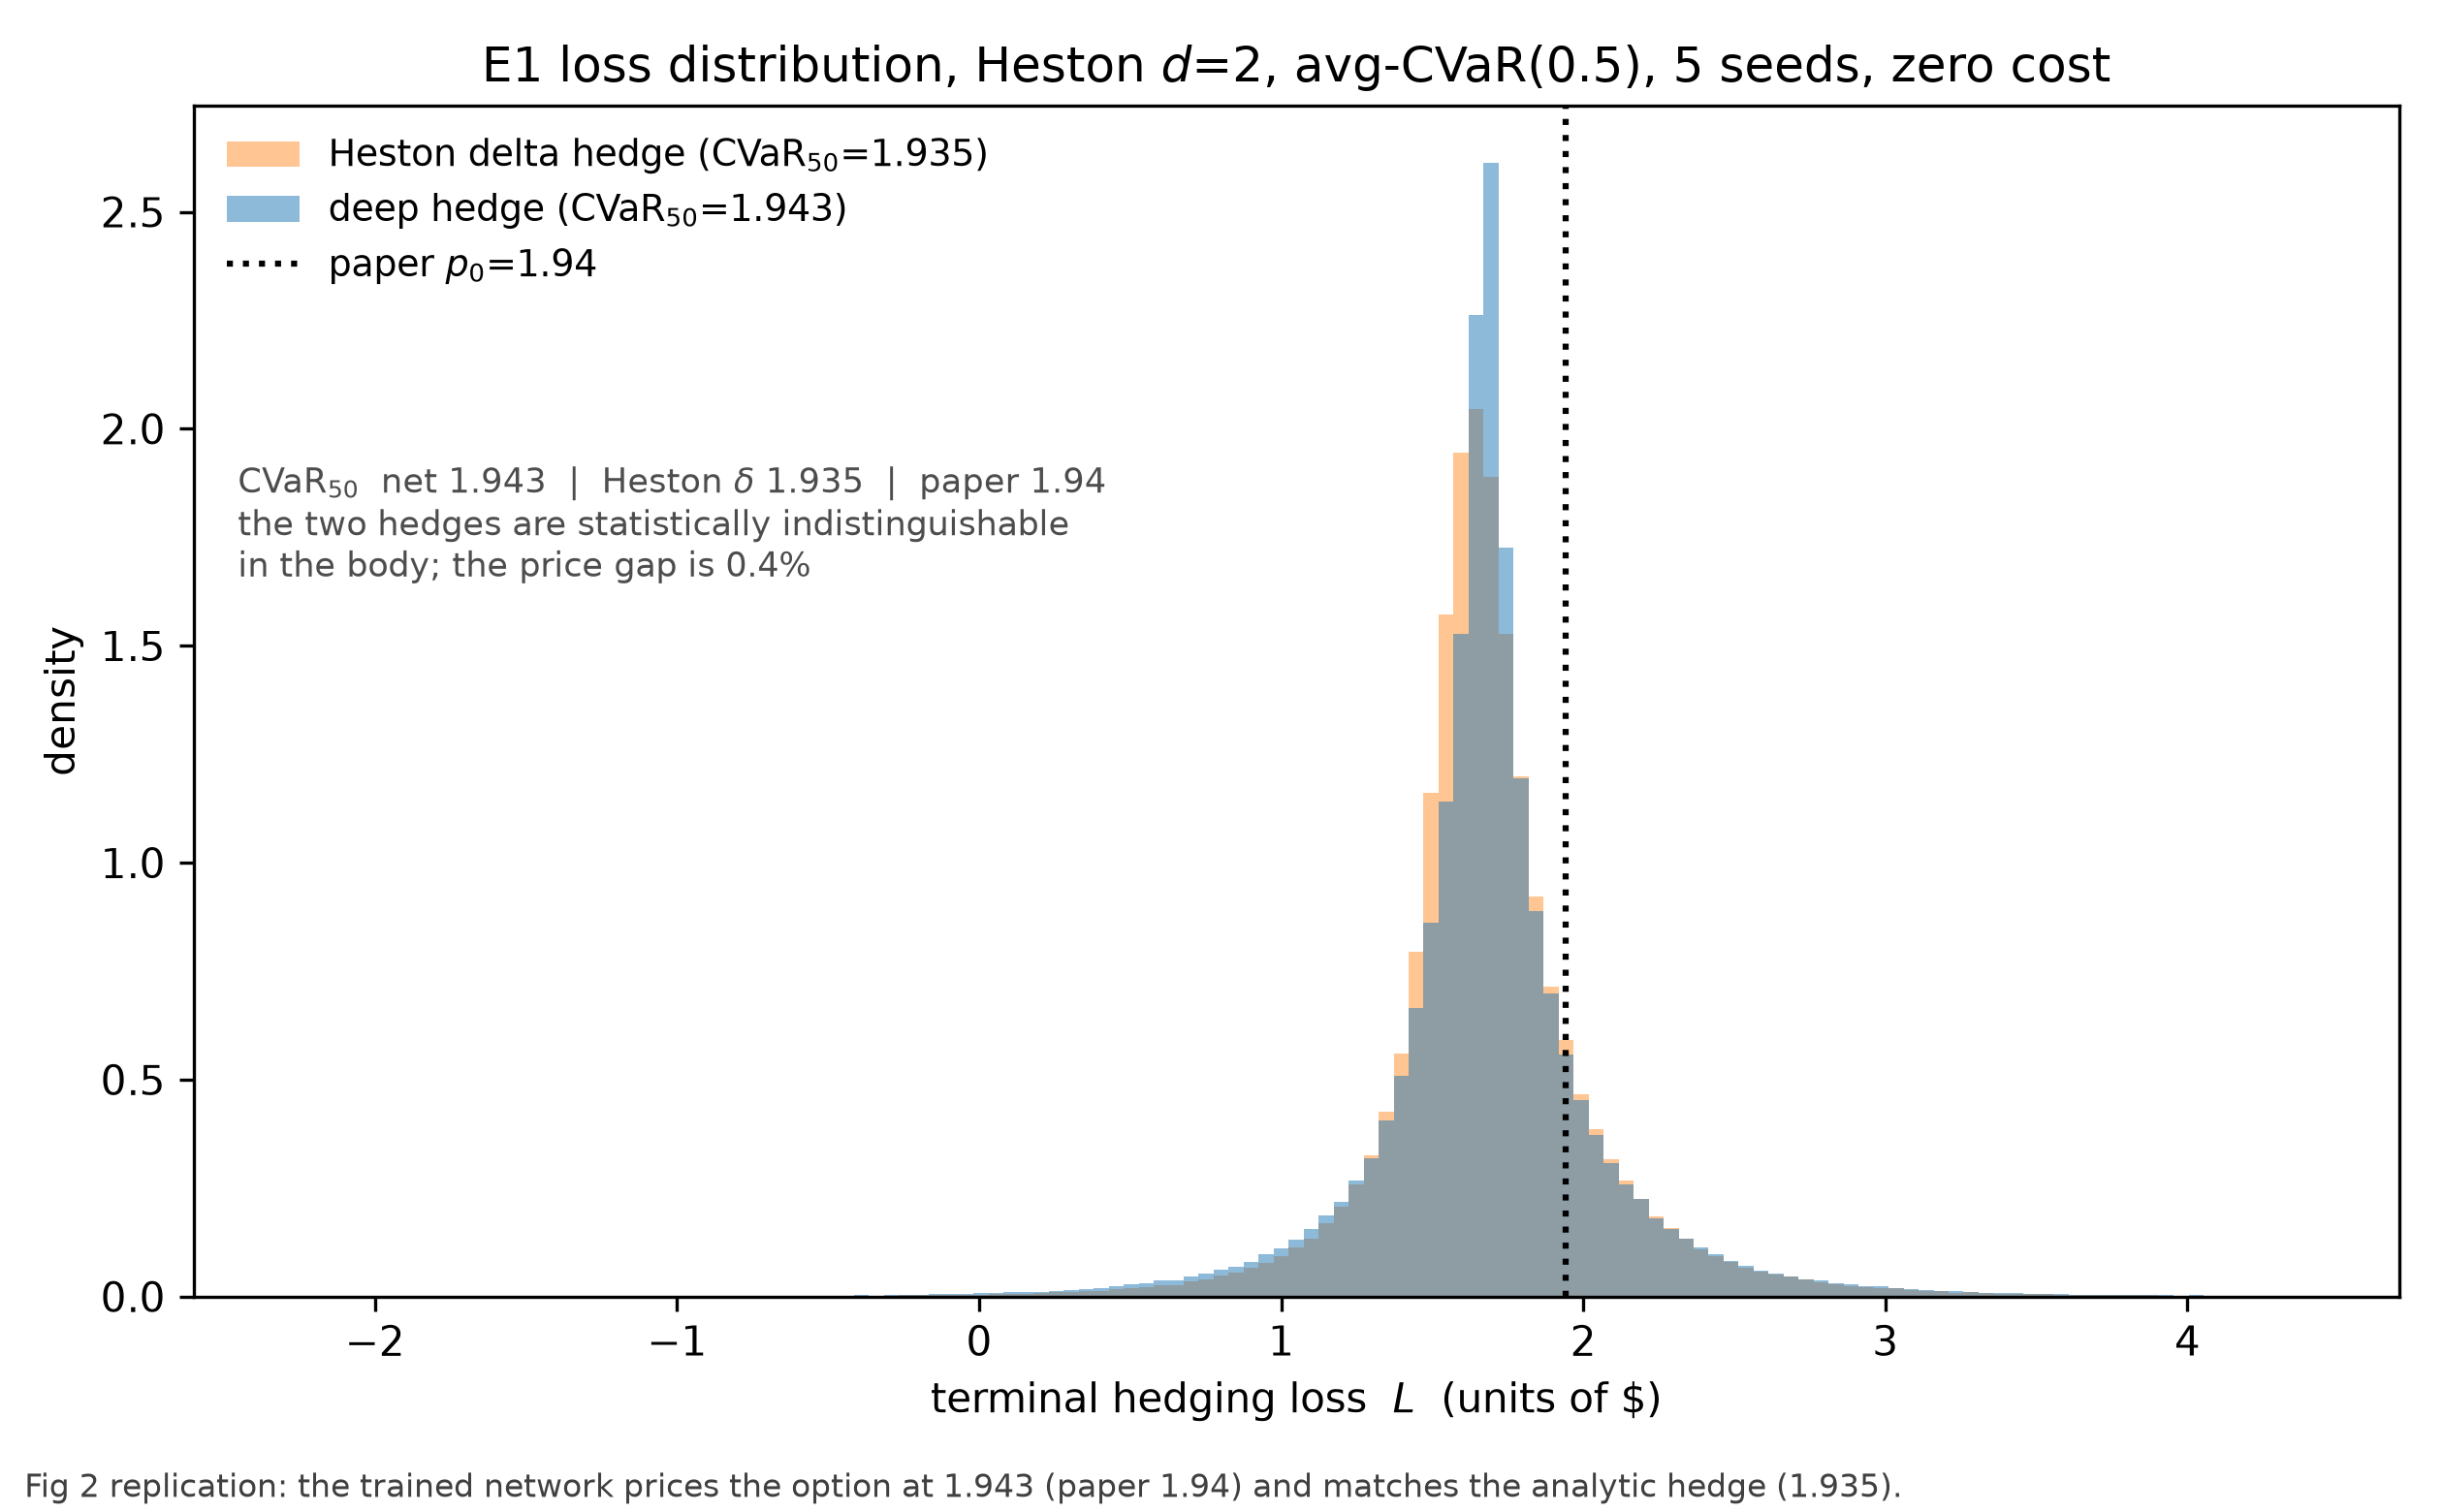 E1 loss distribution, Heston d=2, avg-CVaR(0.5), 5 seeds, zero cost
Heston delta hedge (CVaR₅₀=1.935)
deep hedge (CVaR₅₀=1.943)
paper p₀=1.94
CVaR₅₀ net 1.943 | Heston δ 1.935 | paper 1.94
the two hedges are statistically indistinguishable
in the body; the price gap is 0.4%
density
2.5
2.0
1.5
1.0
0.5
0.0
−2 −1 0 1 2 3 4
terminal hedging loss L (units of $)
Fig 2 replication: the trained network prices the option at 1.943 (paper 1.94) and matches the analytic hedge (1.935).